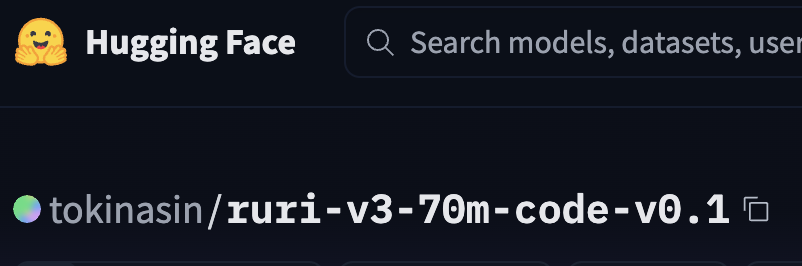 Hugging Face
Search models, datasets, user
tokinasin/ruri-v3-70m-code-v0.1